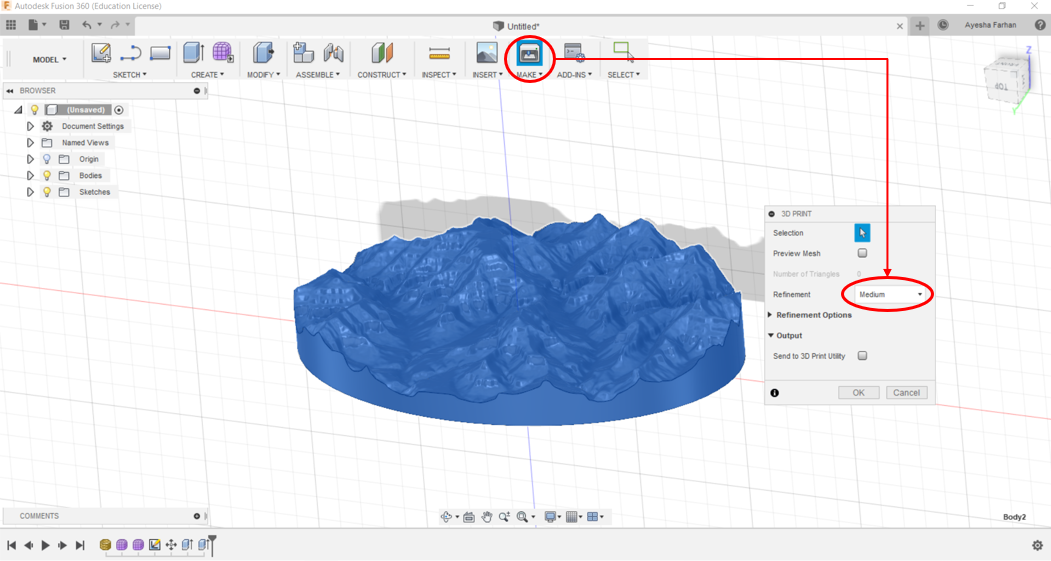 Autodesk Fusion 360 (Education License)
Untitled*
Ayesha Farhan
MODEL
SKETCH
CREATE
MODIFY
ASSEMBLE
CONSTRUCT
INSPECT
INSERT
MAKE
ADD-INS
SELECT
BROWSER
(Unsaved)
Document Settings
Named Views
Origin
Bodies
Sketches
Z
TOP
Y
3D PRINT
Selection
Preview Mesh
Number of Triangles 0
Refinement Medium
Refinement Options
Output
Send to 3D Print Utility
OK Cancel
COMMENTS
Body2